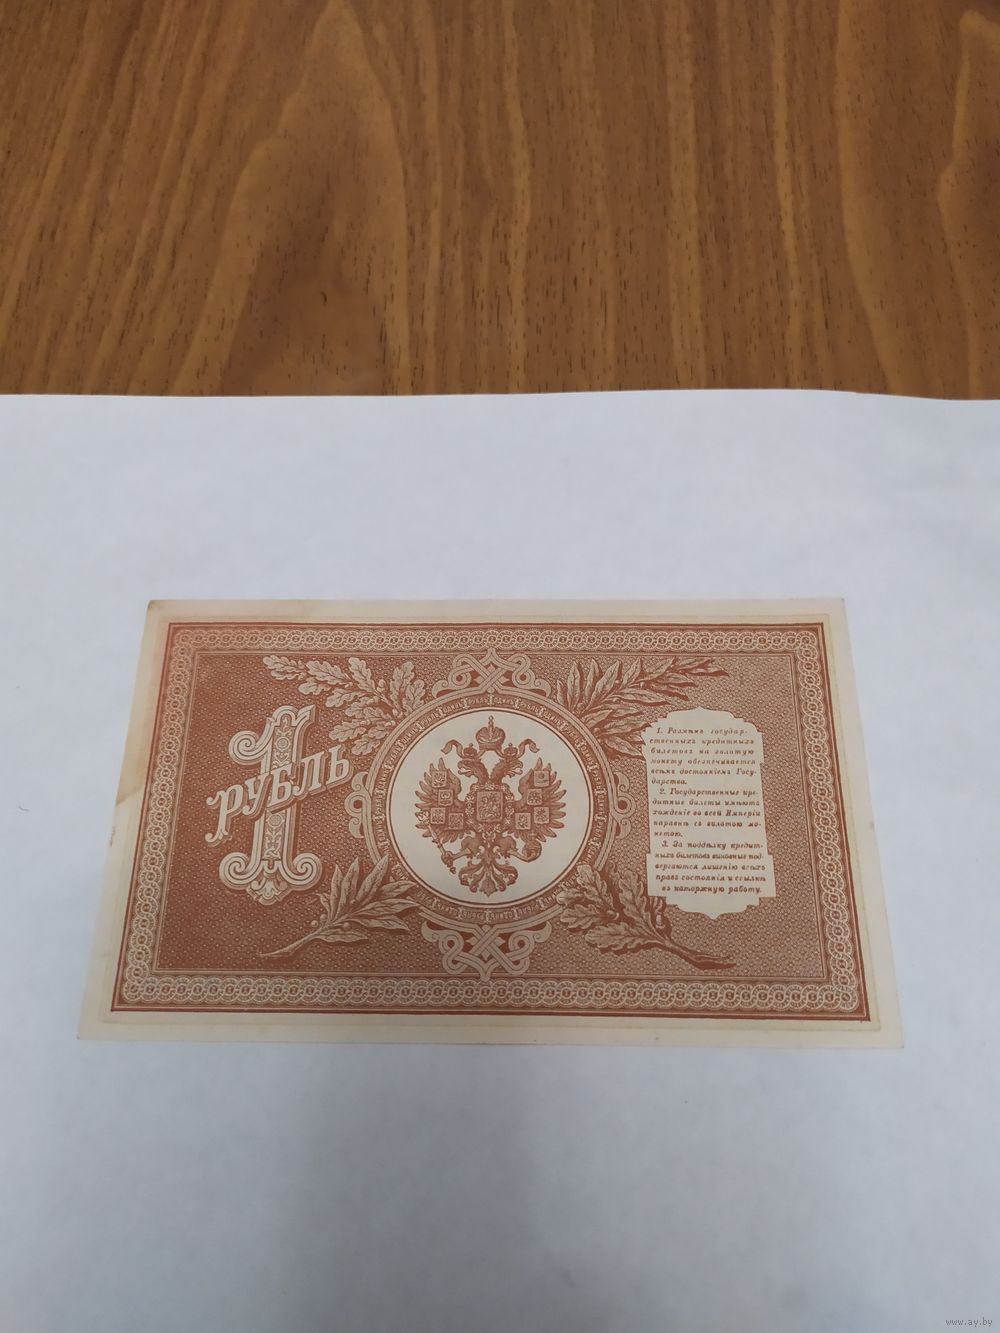 1
РУБЛЬ
1. Размѣнъ государ-
ственныхъ кредитныхъ
билетовъ на золотую
монету обезпечивается
всѣмъ достояніемъ Госу-
дарства.
2. Государственные кре-
дитные билеты имѣютъ
хожденіе во всей Имперіи
наравнѣ съ золотою мо-
нетою.
3. За поддѣлку кредит-
ныхъ билетовъ виновные под-
вергаются лишенію всѣхъ
правъ состоянія и ссылкѣ
въ каторжную работу.
www.ay.by